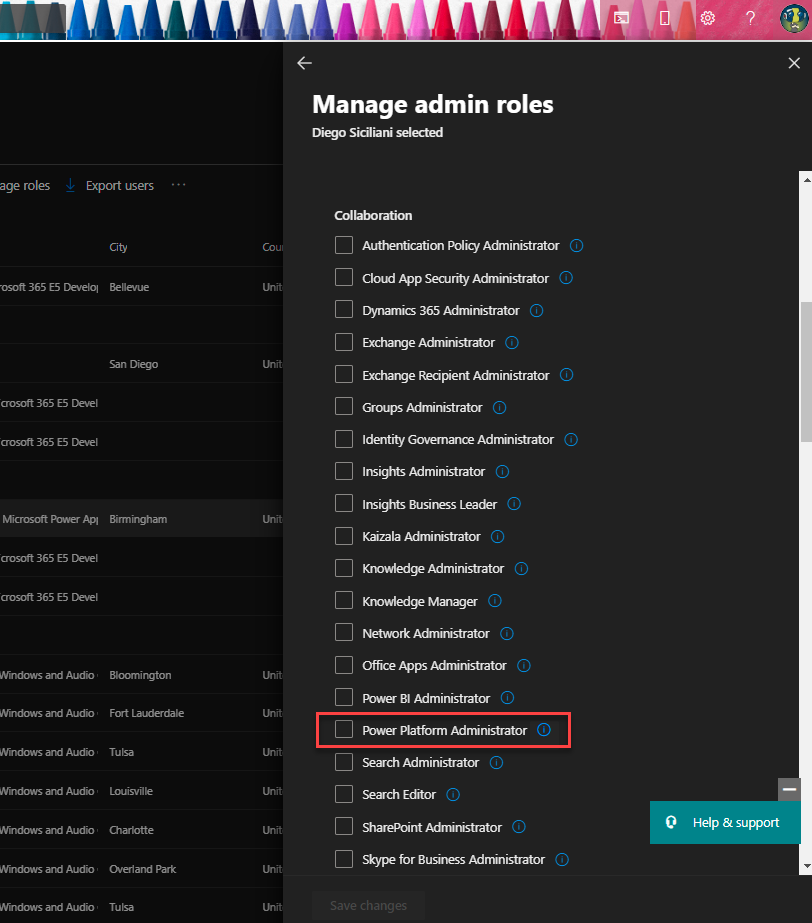 Manage admin roles
Diego Siciliani selected
age roles Export users ···
City Cou
rosoft 365 E5 Develop Bellevue Unit
San Diego Unit
crosoft 365 E5 Devel
crosoft 365 E5 Devel
Microsoft Power App Birmingham Unit
crosoft 365 E5 Devel
crosoft 365 E5 Devel
Windows and Audio Bloomington Unit
Windows and Audio Fort Lauderdale Unit
Windows and Audio Tulsa Unit
Windows and Audio Louisville Unit
Windows and Audio Charlotte Unit
Windows and Audio Overland Park Unit
Windows and Audio Tulsa Unit
Collaboration
Authentication Policy Administrator
Cloud App Security Administrator
Dynamics 365 Administrator
Exchange Administrator
Exchange Recipient Administrator
Groups Administrator
Identity Governance Administrator
Insights Administrator
Insights Business Leader
Kaizala Administrator
Knowledge Administrator
Knowledge Manager
Network Administrator
Office Apps Administrator
Power BI Administrator
Power Platform Administrator
Search Administrator
Search Editor
SharePoint Administrator
Skype for Business Administrator
Help & support
Save changes